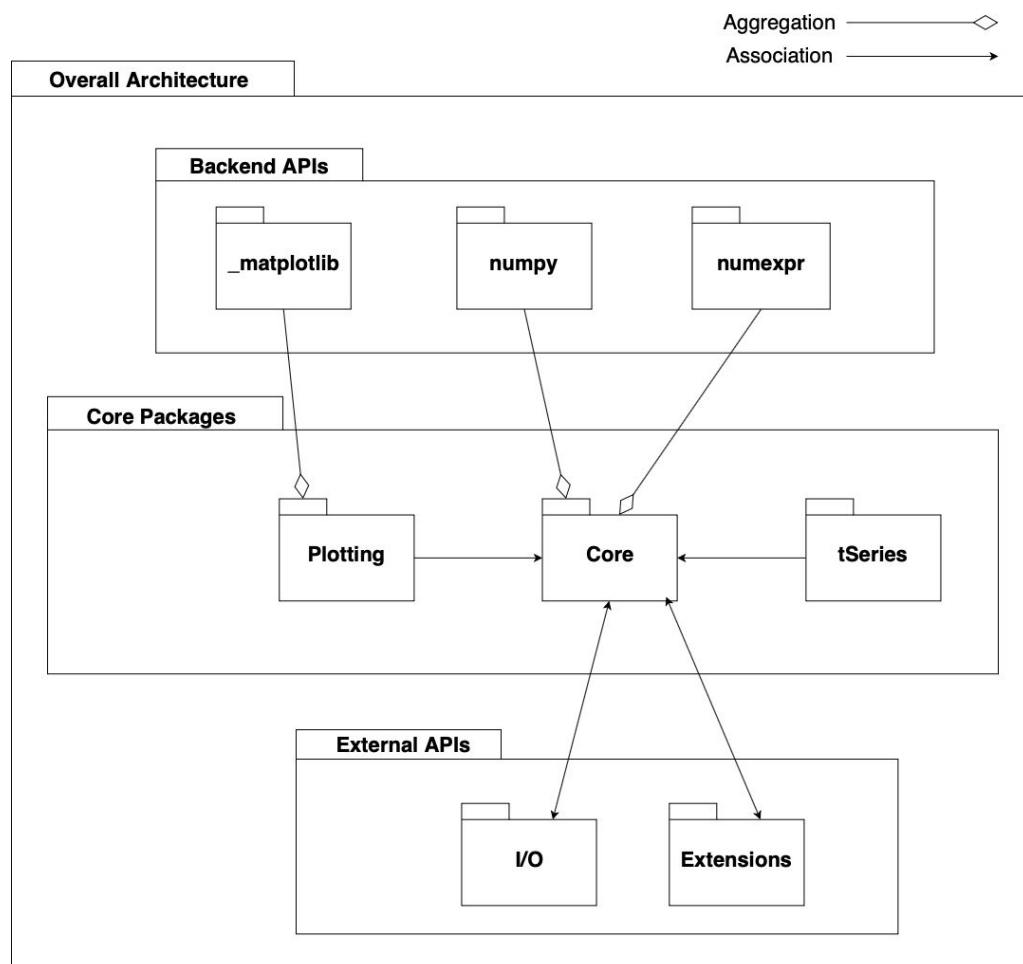 Aggregation
Association
Overall Architecture
Backend APIs
_matplotlib
numpy
numexpr
Core Packages
Plotting
Core
tSeries
External APIs
I/O
Extensions